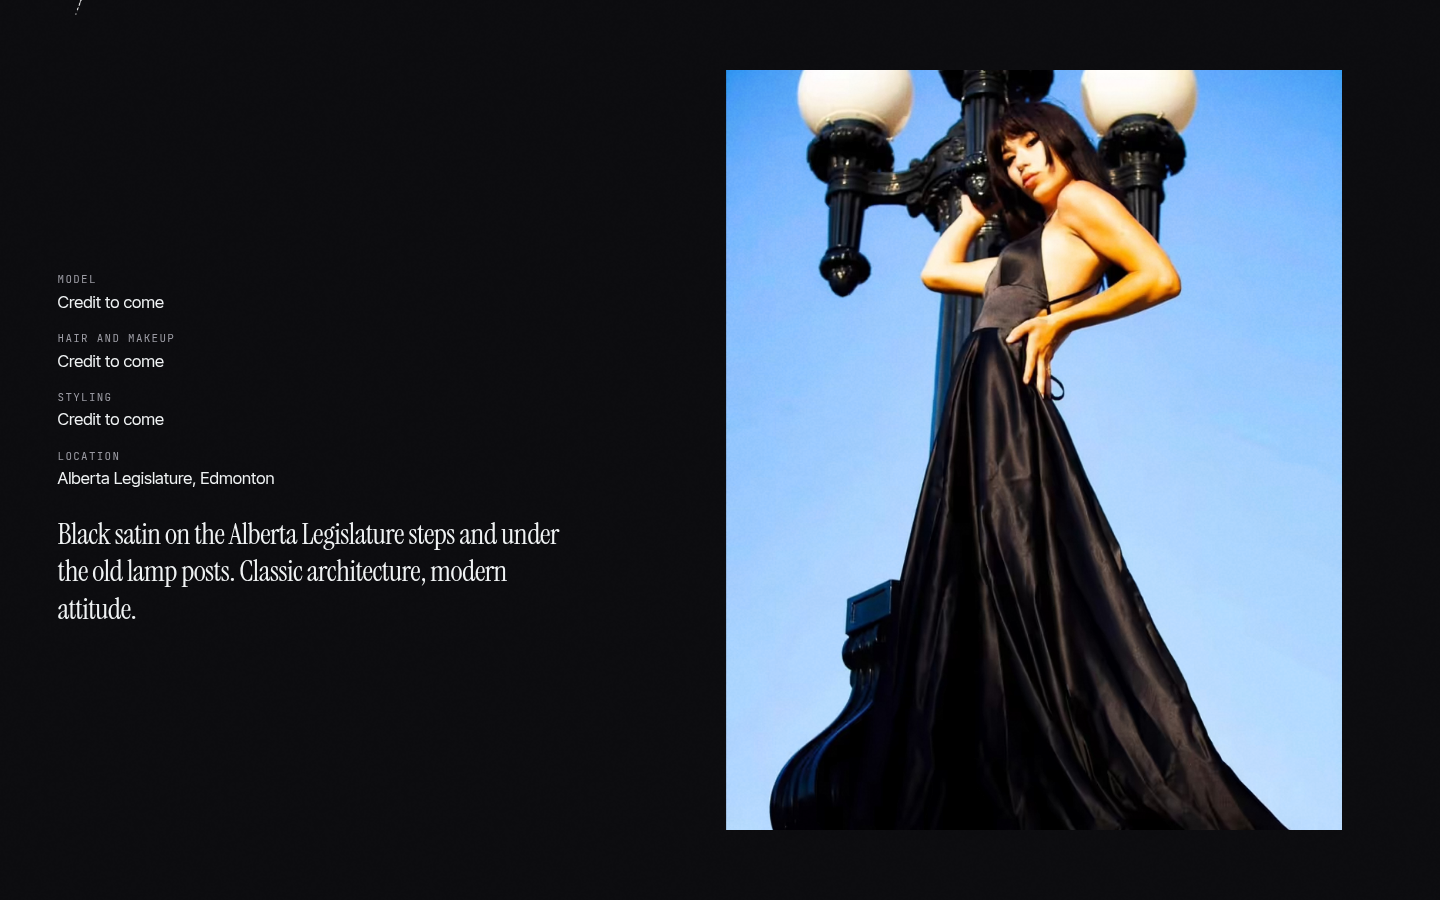 MODEL
Credit to come
HAIR AND MAKEUP
Credit to come
STYLING
Credit to come
LOCATION
Alberta Legislature, Edmonton
Black satin on the Alberta Legislature steps and under
the old lamp posts. Classic architecture, modern
attitude.